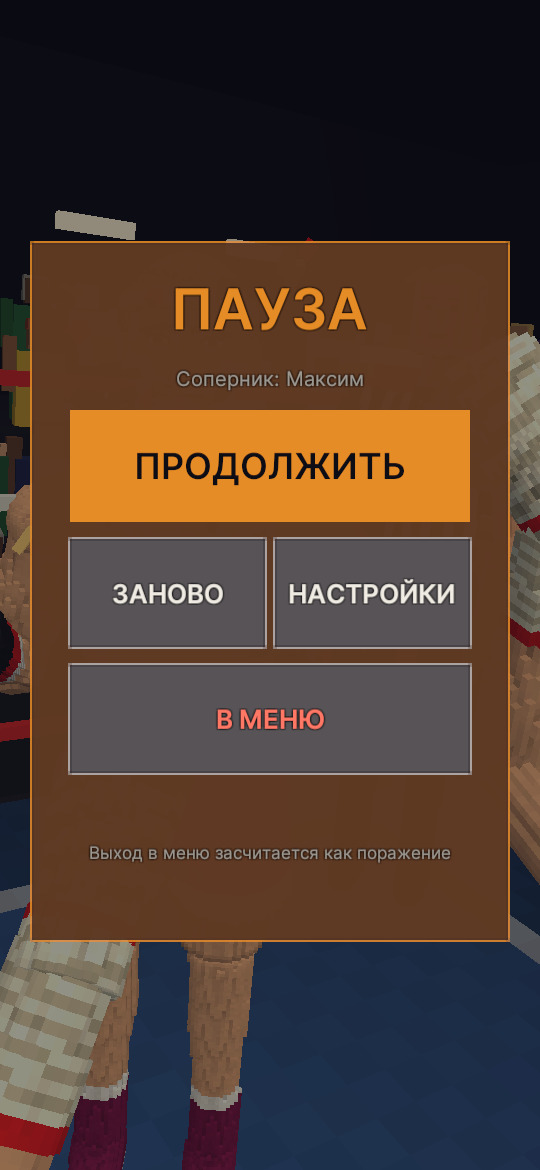 ПАУЗА
Соперник: Максим
ПРОДОЛЖИТЬ
ЗАНОВО
НАСТРОЙКИ
В МЕНЮ
Выход в меню засчитается как поражение